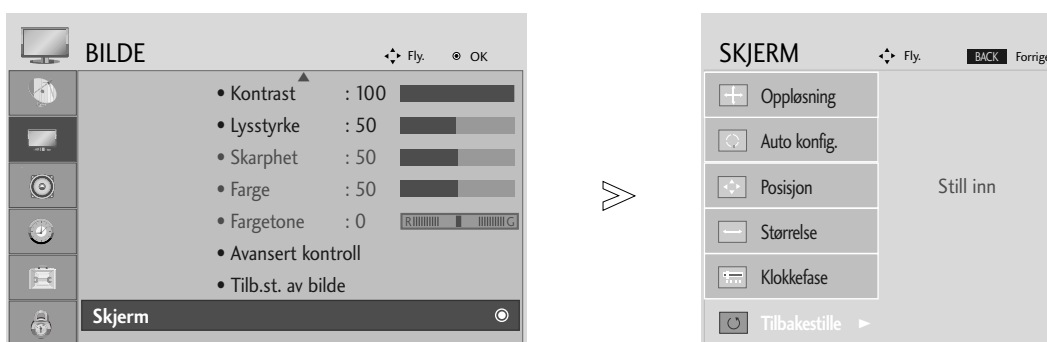 BILDE Fly. OK
• Kontrast : 100
• Lysstyrke : 50
• Skarphet : 50
• Farge : 50
• Fargetone : 0 R G
• Avansert kontroll
• Tilb.st. av bilde
Skjerm
SKJERM Fly. BACK Forrige
Oppløsning
Auto konfig.
Posisjon
Still inn
Størrelse
Klokkefase
Tilbakestille